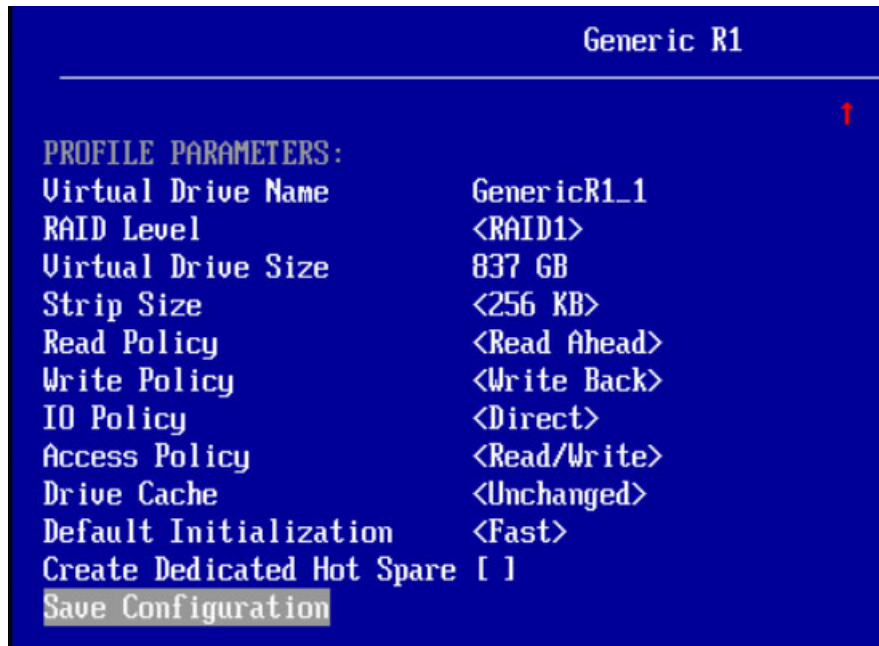 Generic R1
↑
PROFILE PARAMETERS:
Virtual Drive Name GenericR1_1
RAID Level <RAID1>
Virtual Drive Size 837 GB
Strip Size <256 KB>
Read Policy <Read Ahead>
Write Policy <Write Back>
IO Policy <Direct>
Access Policy <Read/Write>
Drive Cache <Unchanged>
Default Initialization <Fast>
Create Dedicated Hot Spare [ ]
Save Configuration